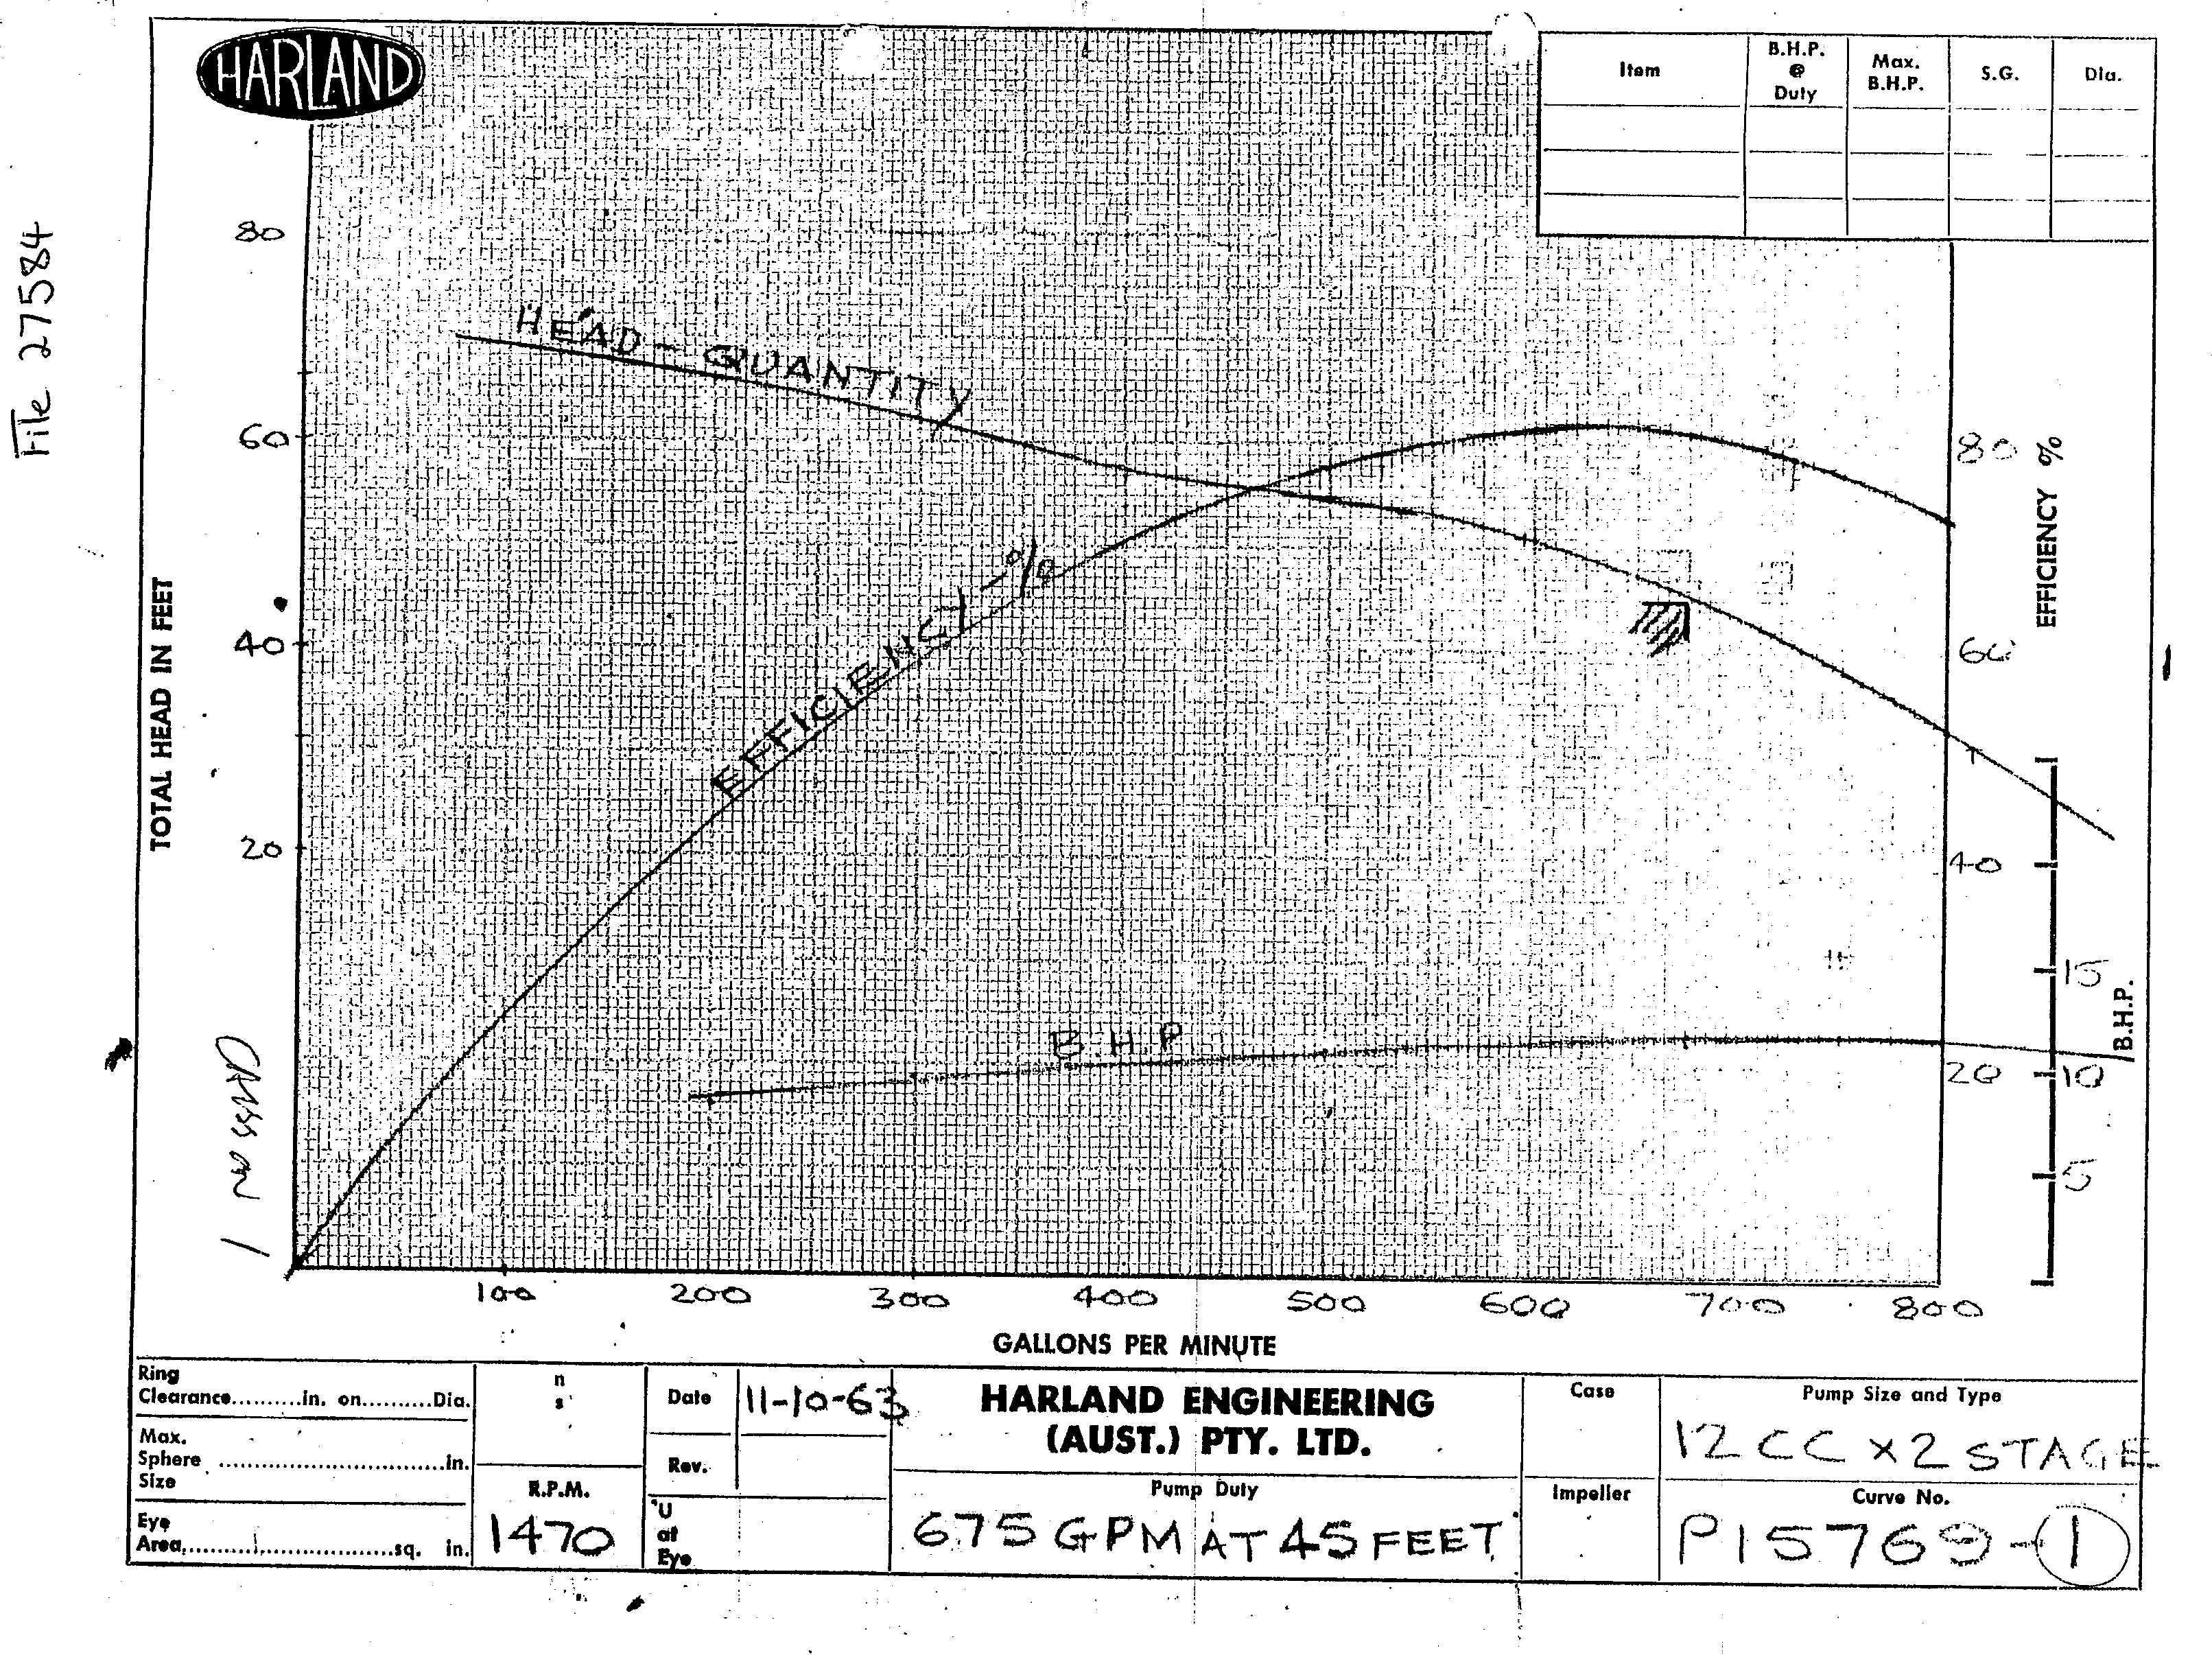 HARLAND
Item
B.H.P.
@
Duty
Max.
B.H.P.
S.G.
Dia.
File 27584
80
60
40
20
TOTAL HEAD IN FEET
HEAD - QUANTITY
EFFICIENCY - %
B.H.P
80
60
40
20
EFFICIENCY %
15
10
5
B.H.P.
100 200 300 400 500 600 700 800
GALLONS PER MINUTE
Ring
Clearance..........in. on..........Dia.
Max.
Sphere ..............................in.
Size
Eye
Area..............................sq. in.
n
s
R.P.M.
1470
Date
11-10-63
Rev.
U
at
Eye
HARLAND ENGINEERING
(AUST.) PTY. LTD.
Pump Duty
675 GPM AT 45 FEET
Case
Impeller
Pump Size and Type
12 CC X 2 STAGE
Curve No.
P15769-1